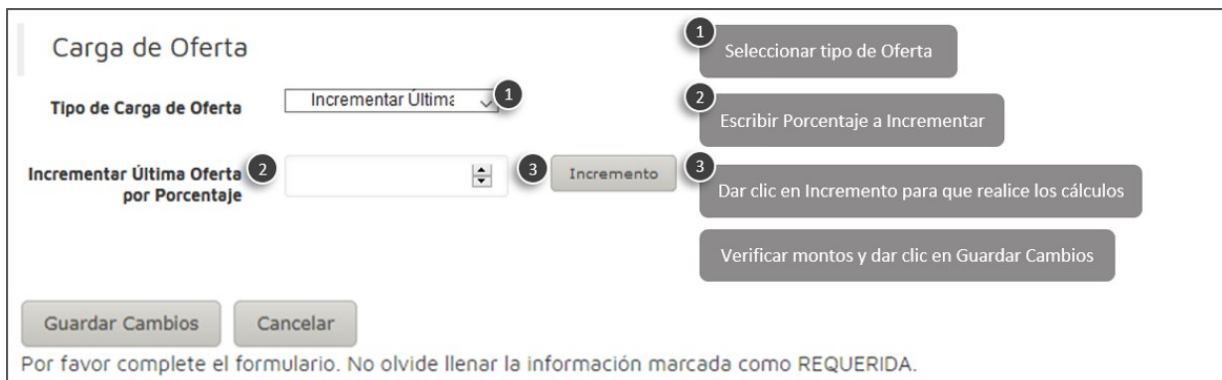 Carga de Oferta
1
Seleccionar tipo de Oferta
Tipo de Carga de Oferta
Incrementar Última
1
2
Escribir Porcentaje a Incrementar
Incrementar Última Oferta
por Porcentaje
2
3
Incremento
3
Dar clic en Incremento para que realice los cálculos
Verificar montos y dar clic en Guardar Cambios
Guardar Cambios
Cancelar
Por favor complete el formulario. No olvide llenar la información marcada como REQUERIDA.